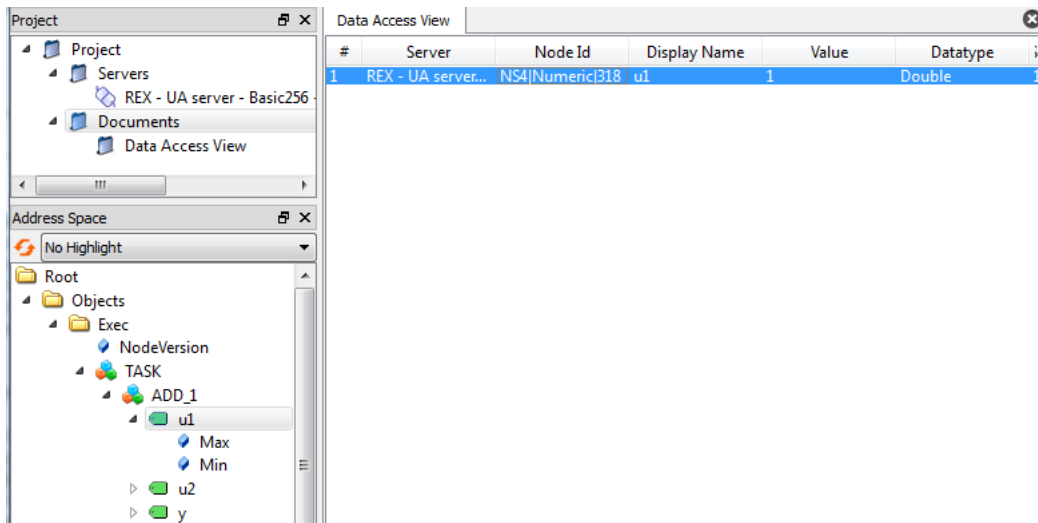 Project
Project
Servers
REX - UA server - Basic256 -
Documents
Data Access View
Address Space
No Highlight
Root
Objects
Exec
NodeVersion
TASK
ADD_1
u1
Max
Min
u2
y
Data Access View
# Server Node Id Display Name Value Datatype
1 REX - UA server... NS4|Numeric|318 u1 1 Double 1